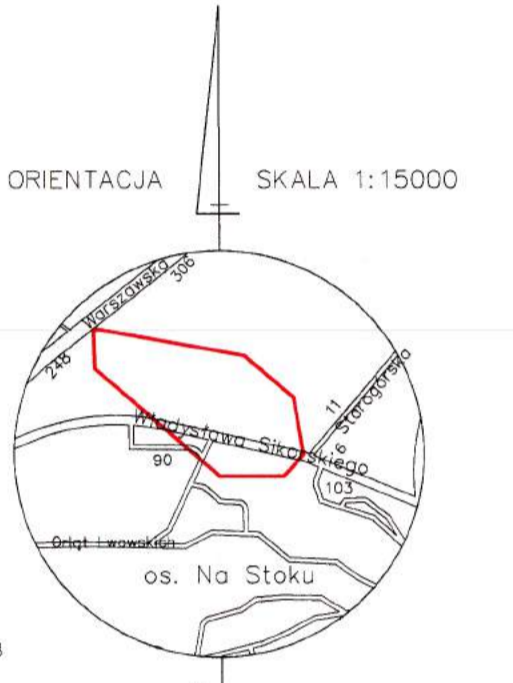 ORIENTACJA SKALA 1:15000
Warszawska
306
248
11
Starogórska
6
Władysława Sikorskiego
90
103
Orląt Lwowskich
os. Na Stoku